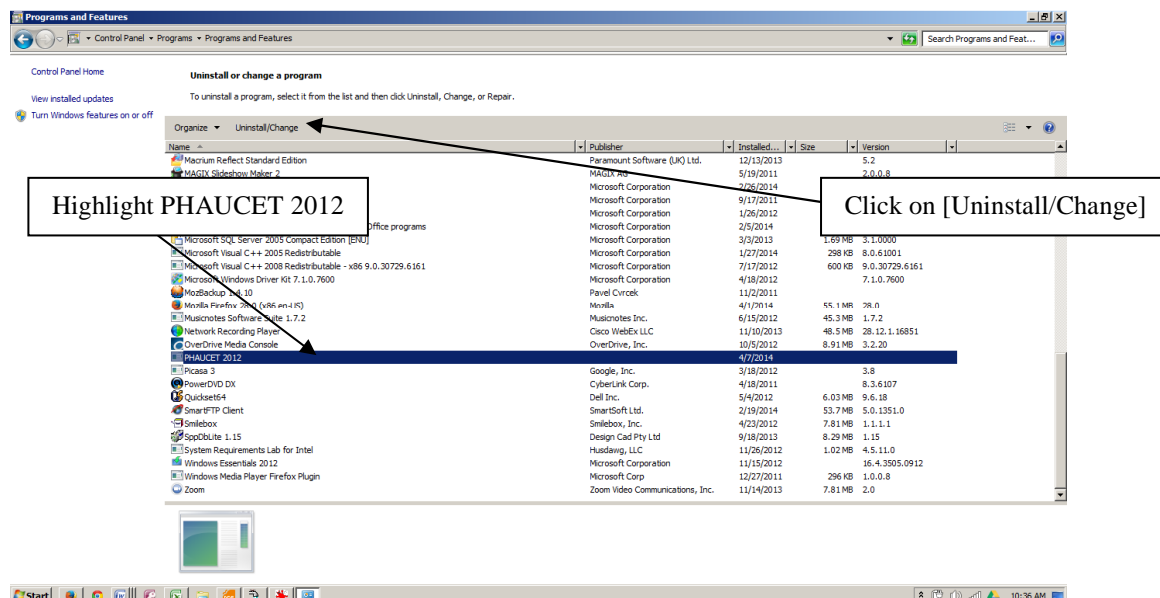 Programs and Features
Control Panel Programs Programs and Features Search Programs and Feat...
Control Panel Home
Uninstall or change a program
View installed updates To uninstall a program, select it from the list and then click Uninstall, Change, or Repair.
Turn Windows features on or off
Organize Uninstall/Change
Name Publisher Installed... Size Version
Macrium Reflect Standard Edition Paramount Software (UK) Ltd. 12/13/2013 5.2
MAGIX Slideshow Maker 2 MAGIX AG 5/19/2011 2.0.0.8
Microsoft Corporation 2/26/2014
Highlight PHAUCET 2012
Click on [Uninstall/Change]
Microsoft Corporation 9/17/2011
Microsoft Corporation 1/26/2012
Office programs Microsoft Corporation 2/5/2014
Microsoft SQL Server 2005 Compact Edition [ENU] Microsoft Corporation 3/3/2013 1.69 MB 3.1.0000
Microsoft Visual C++ 2005 Redistributable Microsoft Corporation 1/27/2014 298 KB 8.0.61001
Microsoft Visual C++ 2008 Redistributable - x86 9.0.30729.6161 Microsoft Corporation 7/17/2012 600 KB 9.0.30729.6161
Microsoft Windows Driver Kit 7.1.0.7600 Microsoft Corporation 4/18/2012 7.1.0.7600
MozBackup 1.4.10 Pavel Cvrcek 11/2/2011
Mozilla Firefox 28.0 (x86 en-US) Mozilla 4/1/2014 55.1 MB 28.0
Musicnotes Software Suite 1.7.2 Musicnotes Inc. 6/15/2012 45.3 MB 1.7.2
Network Recording Player Cisco WebEx LLC 11/10/2013 48.5 MB 28.12.1.16851
OverDrive Media Console OverDrive, Inc. 10/5/2012 8.91 MB 3.2.20
PHAUCET 2012 4/7/2014
Picasa 3 Google, Inc. 3/18/2012 3.8
PowerDVD DX CyberLink Corp. 4/18/2011 8.3.6107
Quickset64 Dell Inc. 5/4/2012 6.03 MB 9.6.18
SmartFTP Client SmartSoft Ltd. 2/19/2014 53.7 MB 5.0.1351.0
Smilebox Smilebox, Inc. 4/23/2012 7.81 MB 1.1.1.1
SppDbLite 1.15 Design Cad Pty Ltd 9/18/2013 8.29 MB 1.15
System Requirements Lab for Intel Husdawg, LLC 11/26/2012 1.02 MB 4.5.11.0
Windows Essentials 2012 Microsoft Corporation 11/15/2012 16.4.3505.0912
Windows Media Player Firefox Plugin Microsoft Corp 12/27/2011 296 KB 1.0.0.8
Zoom Zoom Video Communications, Inc. 11/14/2013 7.81 MB 2.0
Start 10:36 AM